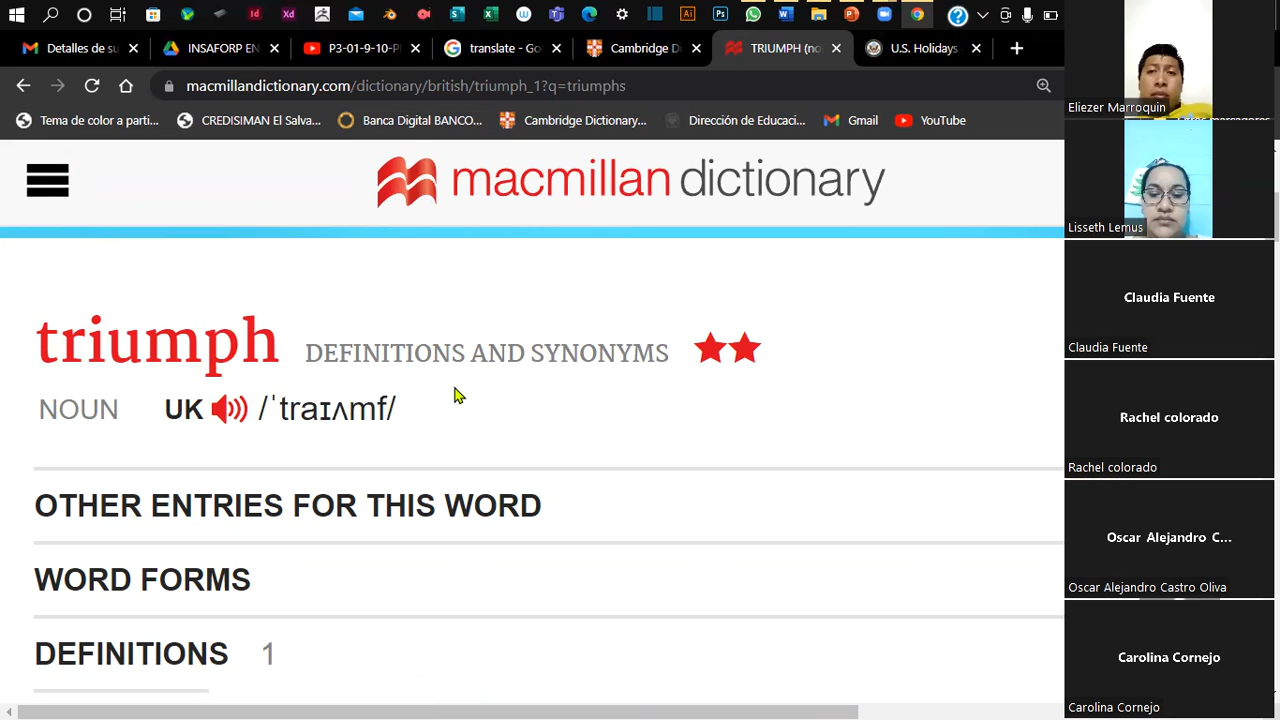 Detalles de su
INSAFORP EN
P3-01-9-10-P
translate - Goo
Cambridge D
TRIUMPH (no
U.S. Holidays
macmillandictionary.com/dictionary/british/triumph_1?q=triumphs
Tema de color a parti...
CREDISIMAN El Salva...
Banca Digital BANCO...
Cambridge Dictionary...
Dirección de Educaci...
Gmail
YouTube
macmillan dictionary
triumph DEFINITIONS AND SYNONYMS
NOUN UK /ˈtraɪʌmf/
OTHER ENTRIES FOR THIS WORD
WORD FORMS
DEFINITIONS 1
Eliezer Marroquin
Lisseth Lemus
Claudia Fuente
Claudia Fuente
Rachel colorado
Rachel colorado
Oscar Alejandro C...
Oscar Alejandro Castro Oliva
Carolina Cornejo
Carolina Cornejo